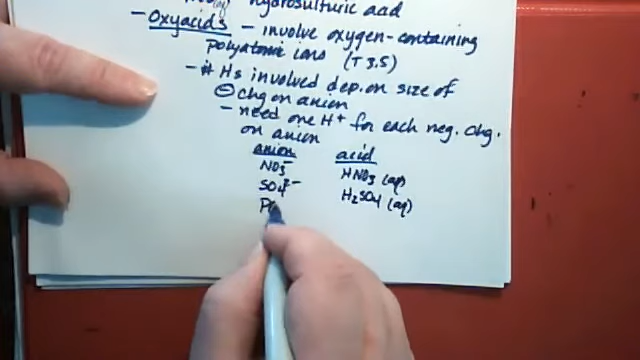 hydrosulfuric acid
- Oxyacids - involve oxygen-containing
polyatomic ions (T 3.5)
- # Hs involved dep. on size of
⊖ chg on anion
- need one H⁺ for each neg. chg.
on anion
anion acid
NO₃⁻ HNO₃ (aq)
SO₄²⁻ H₂SO₄ (aq)
P